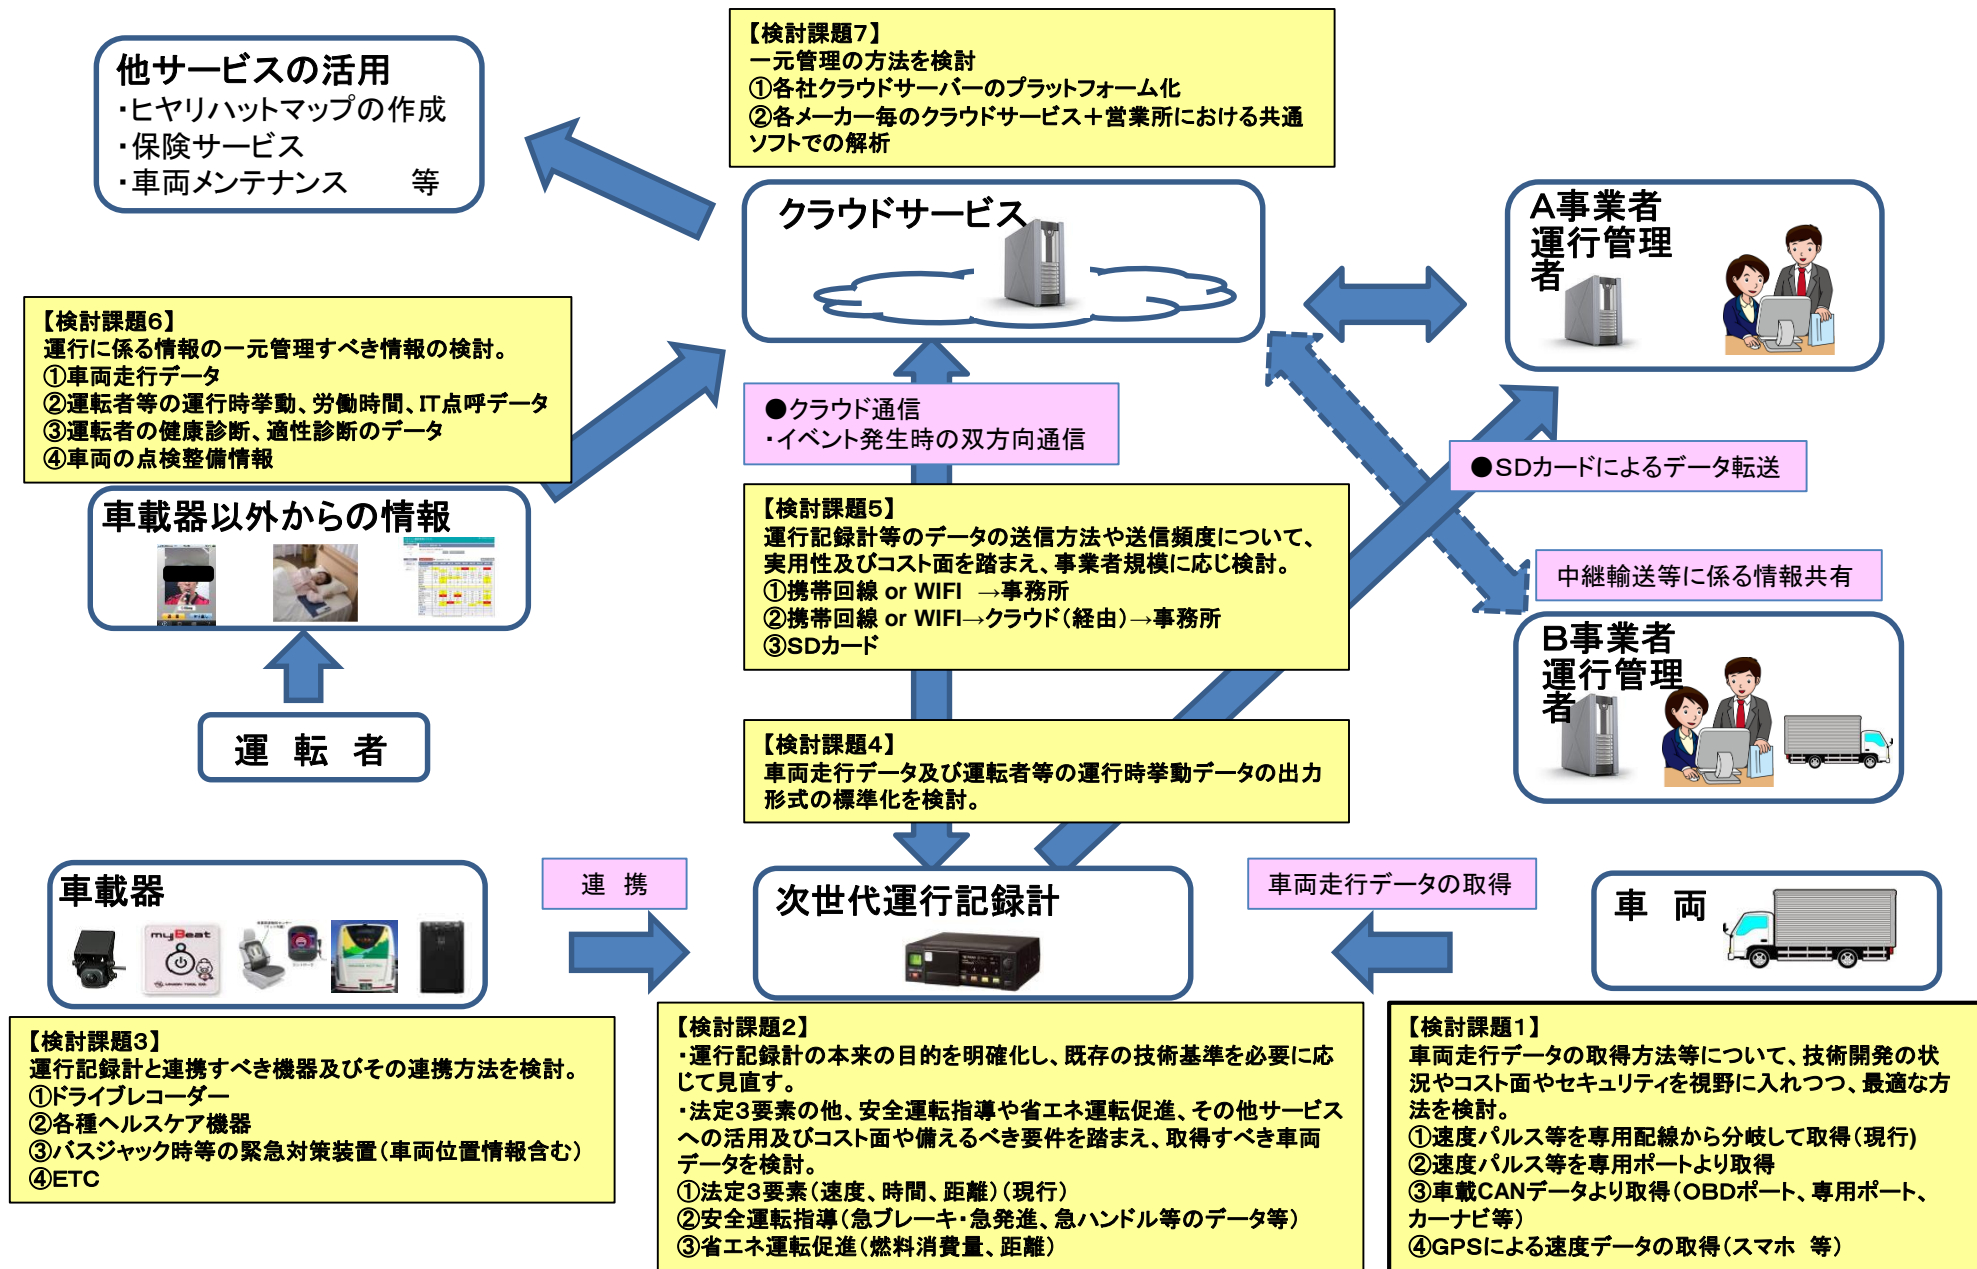 【検討課題7】
一元管理の方法を検討
①各社クラウドサーバーのプラットフォーム化
②各メーカー毎のクラウドサービス＋営業所における共通
ソフトでの解析
他サービスの活用
・ヒヤリハットマップの作成
・保険サービス
・車両メンテナンス　　等
クラウドサービス
A事業者
運行管理
者
【検討課題6】
運行に係る情報の一元管理すべき情報の検討。
①車両走行データ
②運転者等の運行時挙動、労働時間、IT点呼データ
③運転者の健康診断、適性診断のデータ
④車両の点検整備情報
●クラウド通信
・イベント発生時の双方向通信
●SDカードによるデータ転送
車載器以外からの情報
【検討課題5】
運行記録計等のデータの送信方法や送信頻度について、
実用性及びコスト面を踏まえ、事業者規模に応じ検討。
①携帯回線 or WIFI　→事務所
②携帯回線 or WIFI→クラウド（経由）→事務所
③SDカード
中継輸送等に係る情報共有
B事業者
運行管理
者
運　転　者
【検討課題4】
車両走行データ及び運転者等の運行時挙動データの出力
形式の標準化を検討。
車載器
myBeat
連　携
次世代運行記録計
車両走行データの取得
車　両
【検討課題3】
運行記録計と連携すべき機器及びその連携方法を検討。
①ドライブレコーダー
②各種ヘルスケア機器
③バスジャック時等の緊急対策装置（車両位置情報含む）
④ETC
【検討課題2】
・運行記録計の本来の目的を明確化し、既存の技術基準を必要に応
じて見直す。
・法定3要素の他、安全運転指導や省エネ運転促進、その他サービス
への活用及びコスト面や備えるべき要件を踏まえ、取得すべき車両
データを検討。
①法定3要素（速度、時間、距離）（現行）
②安全運転指導（急ブレーキ・急発進、急ハンドル等のデータ等）
③省エネ運転促進（燃料消費量、距離）
【検討課題1】
車両走行データの取得方法等について、技術開発の状
況やコスト面やセキュリティを視野に入れつつ、最適な方
法を検討。
①速度パルス等を専用配線から分岐して取得（現行）
②速度パルス等を専用ポートより取得
③車載CANデータより取得（OBDポート、専用ポート、
カーナビ等）
④GPSによる速度データの取得（スマホ　等）